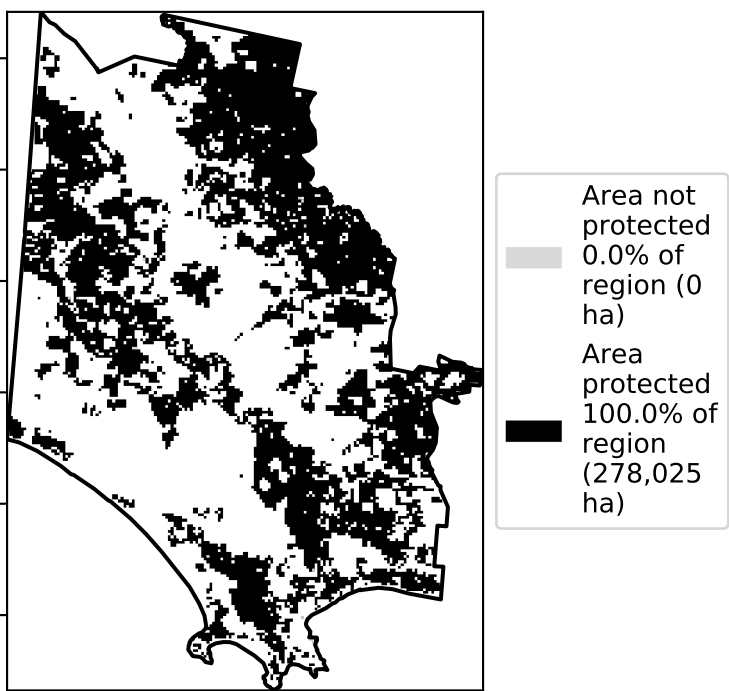 Area not
protected
0.0% of
region (0
ha)
Area
protected
100.0% of
region
(278,025
ha)